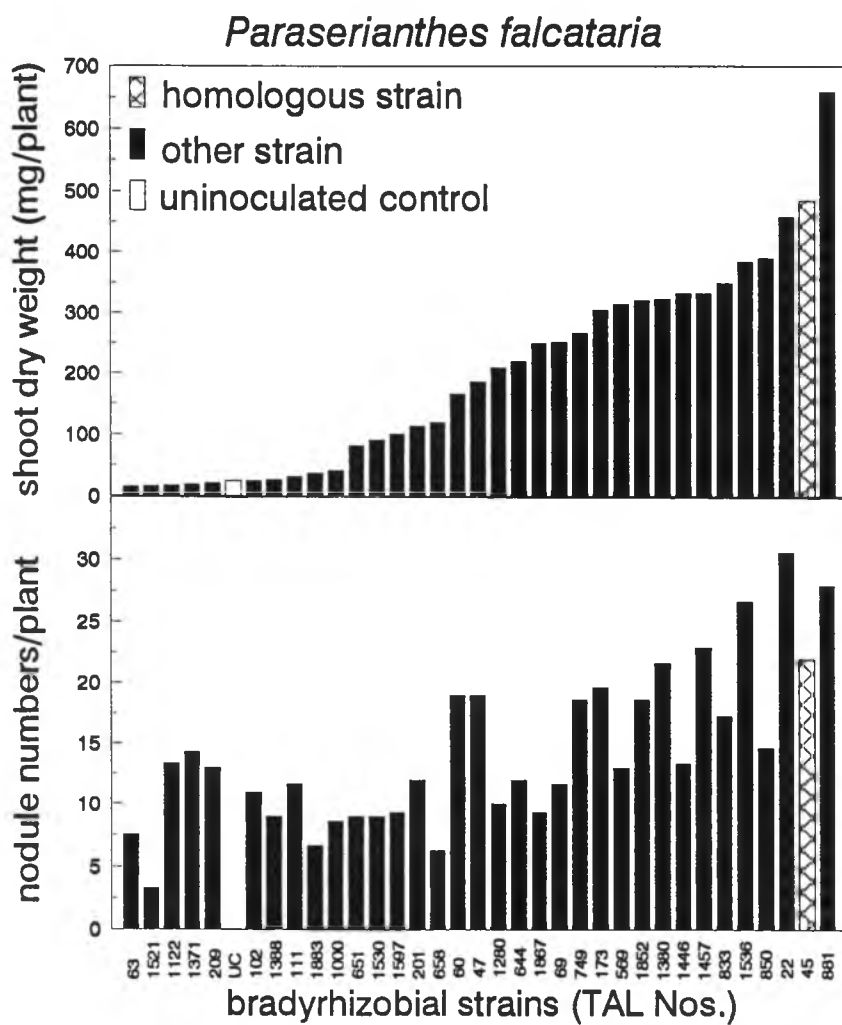 Paraserianthes falcataria
shoot dry weight (mg/plant)
700
600
500
400
300
200
100
0
homologous strain
other strain
uninoculated control
nodule numbers/plant
30
25
20
15
10
5
0
63 1521 1122 1371 209 UC 102 1388 111 1883 1000 651 1530 1597 201 658 60 47 1280 644 1867 69 749 173 569 1852 1380 1446 1457 833 1536 850 22 45 881
bradyrhizobial strains (TAL Nos.)